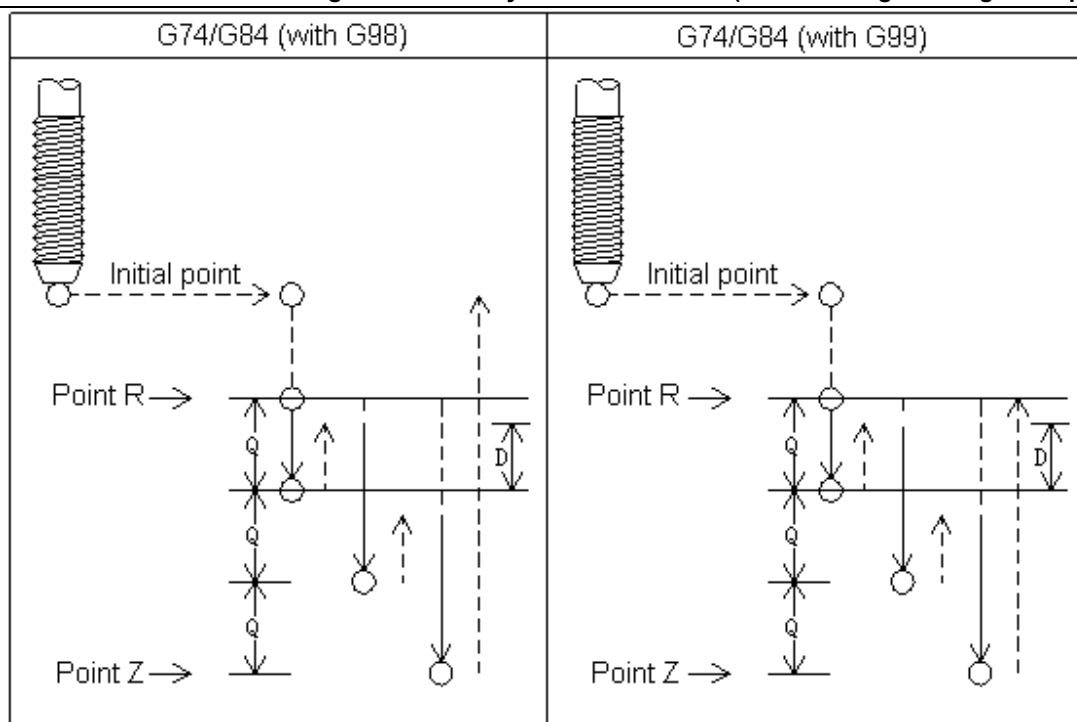 G74/G84 (with G98)
G74/G84 (with G99)
Initial point
Point R
Q
D
Q
Q
Point Z
Initial point
Point R
Q
D
Q
Q
Point Z